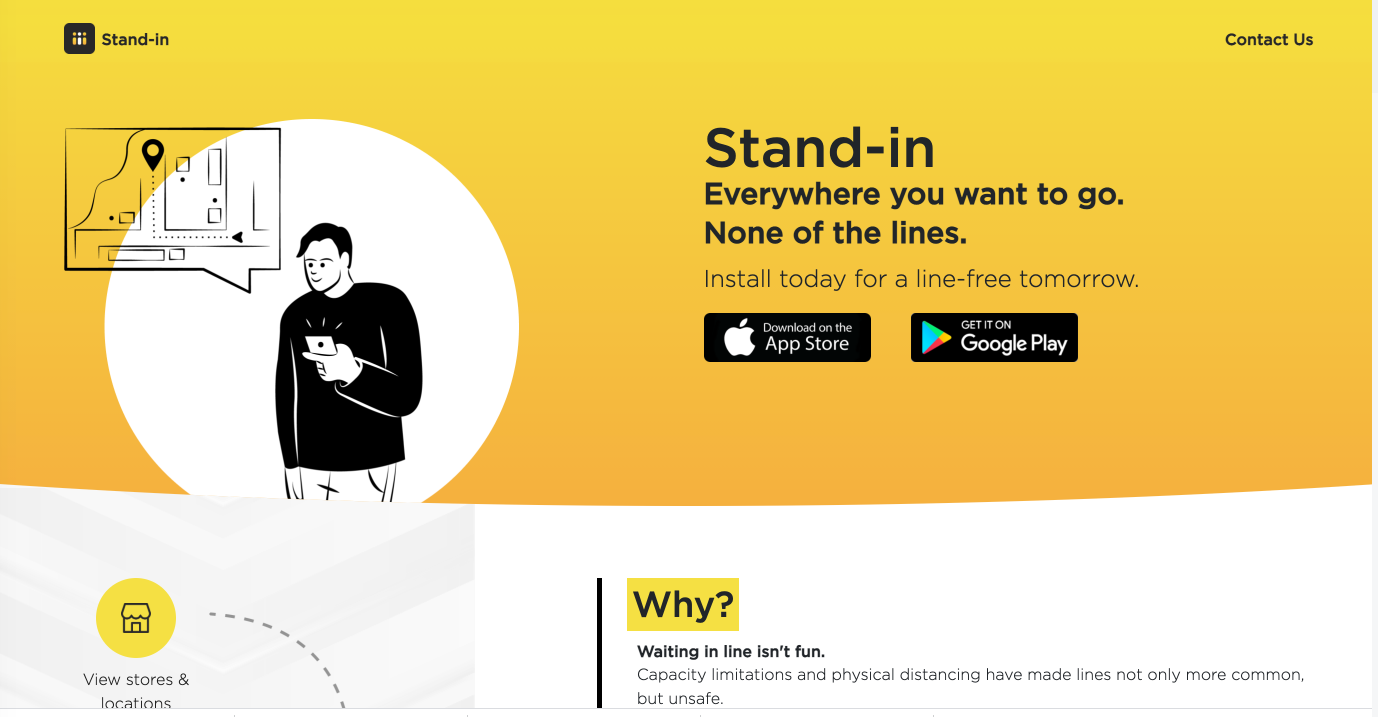 Stand-in
Contact Us
Stand-in
Everywhere you want to go.
None of the lines.
Install today for a line-free tomorrow.
Download on the
App Store
GET IT ON
Google Play
View stores &
locations
Why?
Waiting in line isn't fun.
Capacity limitations and physical distancing have made lines not only more common,
but unsafe.